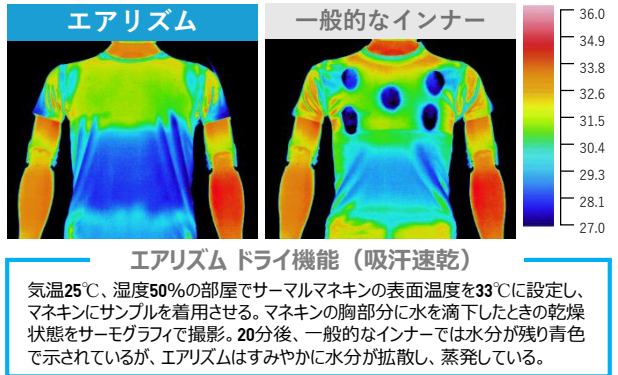 エアリズム
一般的なインナー
36.0
34.9
33.8
32.6
31.5
30.4
29.3
28.1
27.0
エアリズム ドライ機能（吸汗速乾）
気温25℃、湿度50%の部屋でサーマルマネキンの表面温度を33℃に設定し、
マネキンにサンプルを着用させる。マネキンの胸部分に水を滴下したときの乾燥
状態をサーモグラフィで撮影。20分後、一般的なインナーでは水分が残り青色
で示されているが、エアリズムはすみやかに水分が拡散し、蒸発している。